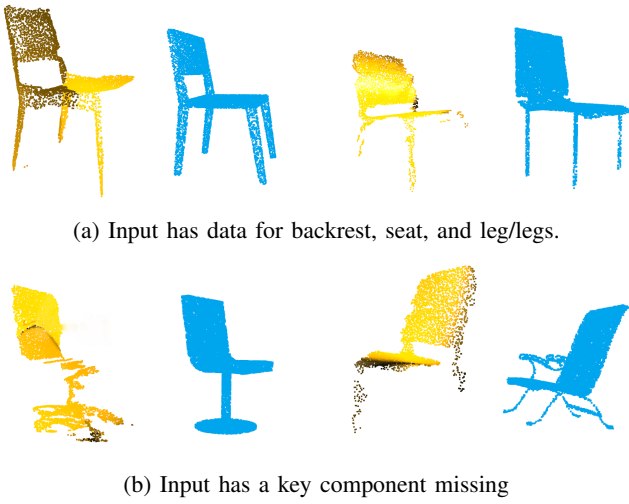 (a) Input has data for backrest, seat, and leg/legs.
(b) Input has a key component missing